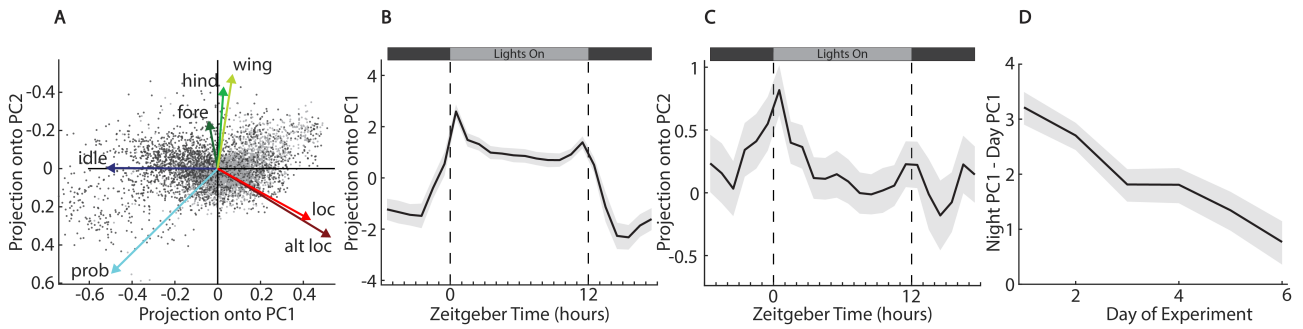 A
Projection onto PC2
-0.4
-0.2
0
0.2
0.4
0.6
-0.6
-0.4
-0.2
0
0.2
0.4
Projection onto PC1
wing
hind
fore
idle
loc
alt loc
prob
B
Lights On
Projection onto PC1
4
2
0
-2
-4
0
12
Zeitgeber Time (hours)
C
Lights On
Projection onto PC2
1
0.5
0
-0.5
0
12
Zeitgeber Time (hours)
D
Night PC1 - Day PC1
4
3
2
1
0
2
4
6
Day of Experiment